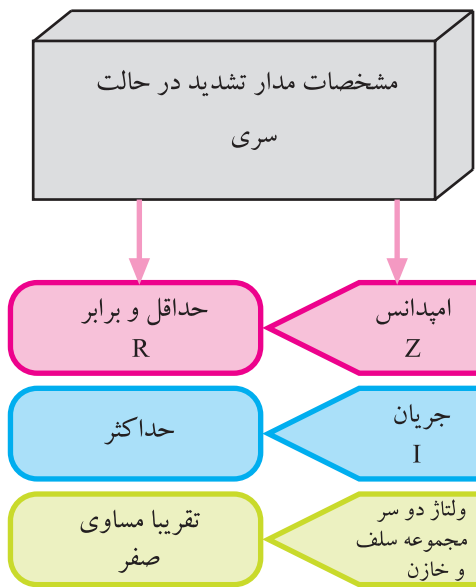 مشخصات مدار تشدید در حالت
سری
امپدانس
Z
حداقل و برابر
R
جریان
I
حداکثر
ولتاژ دو سر
مجموعه سلف
و خازن
تقریبا مساوی
صفر